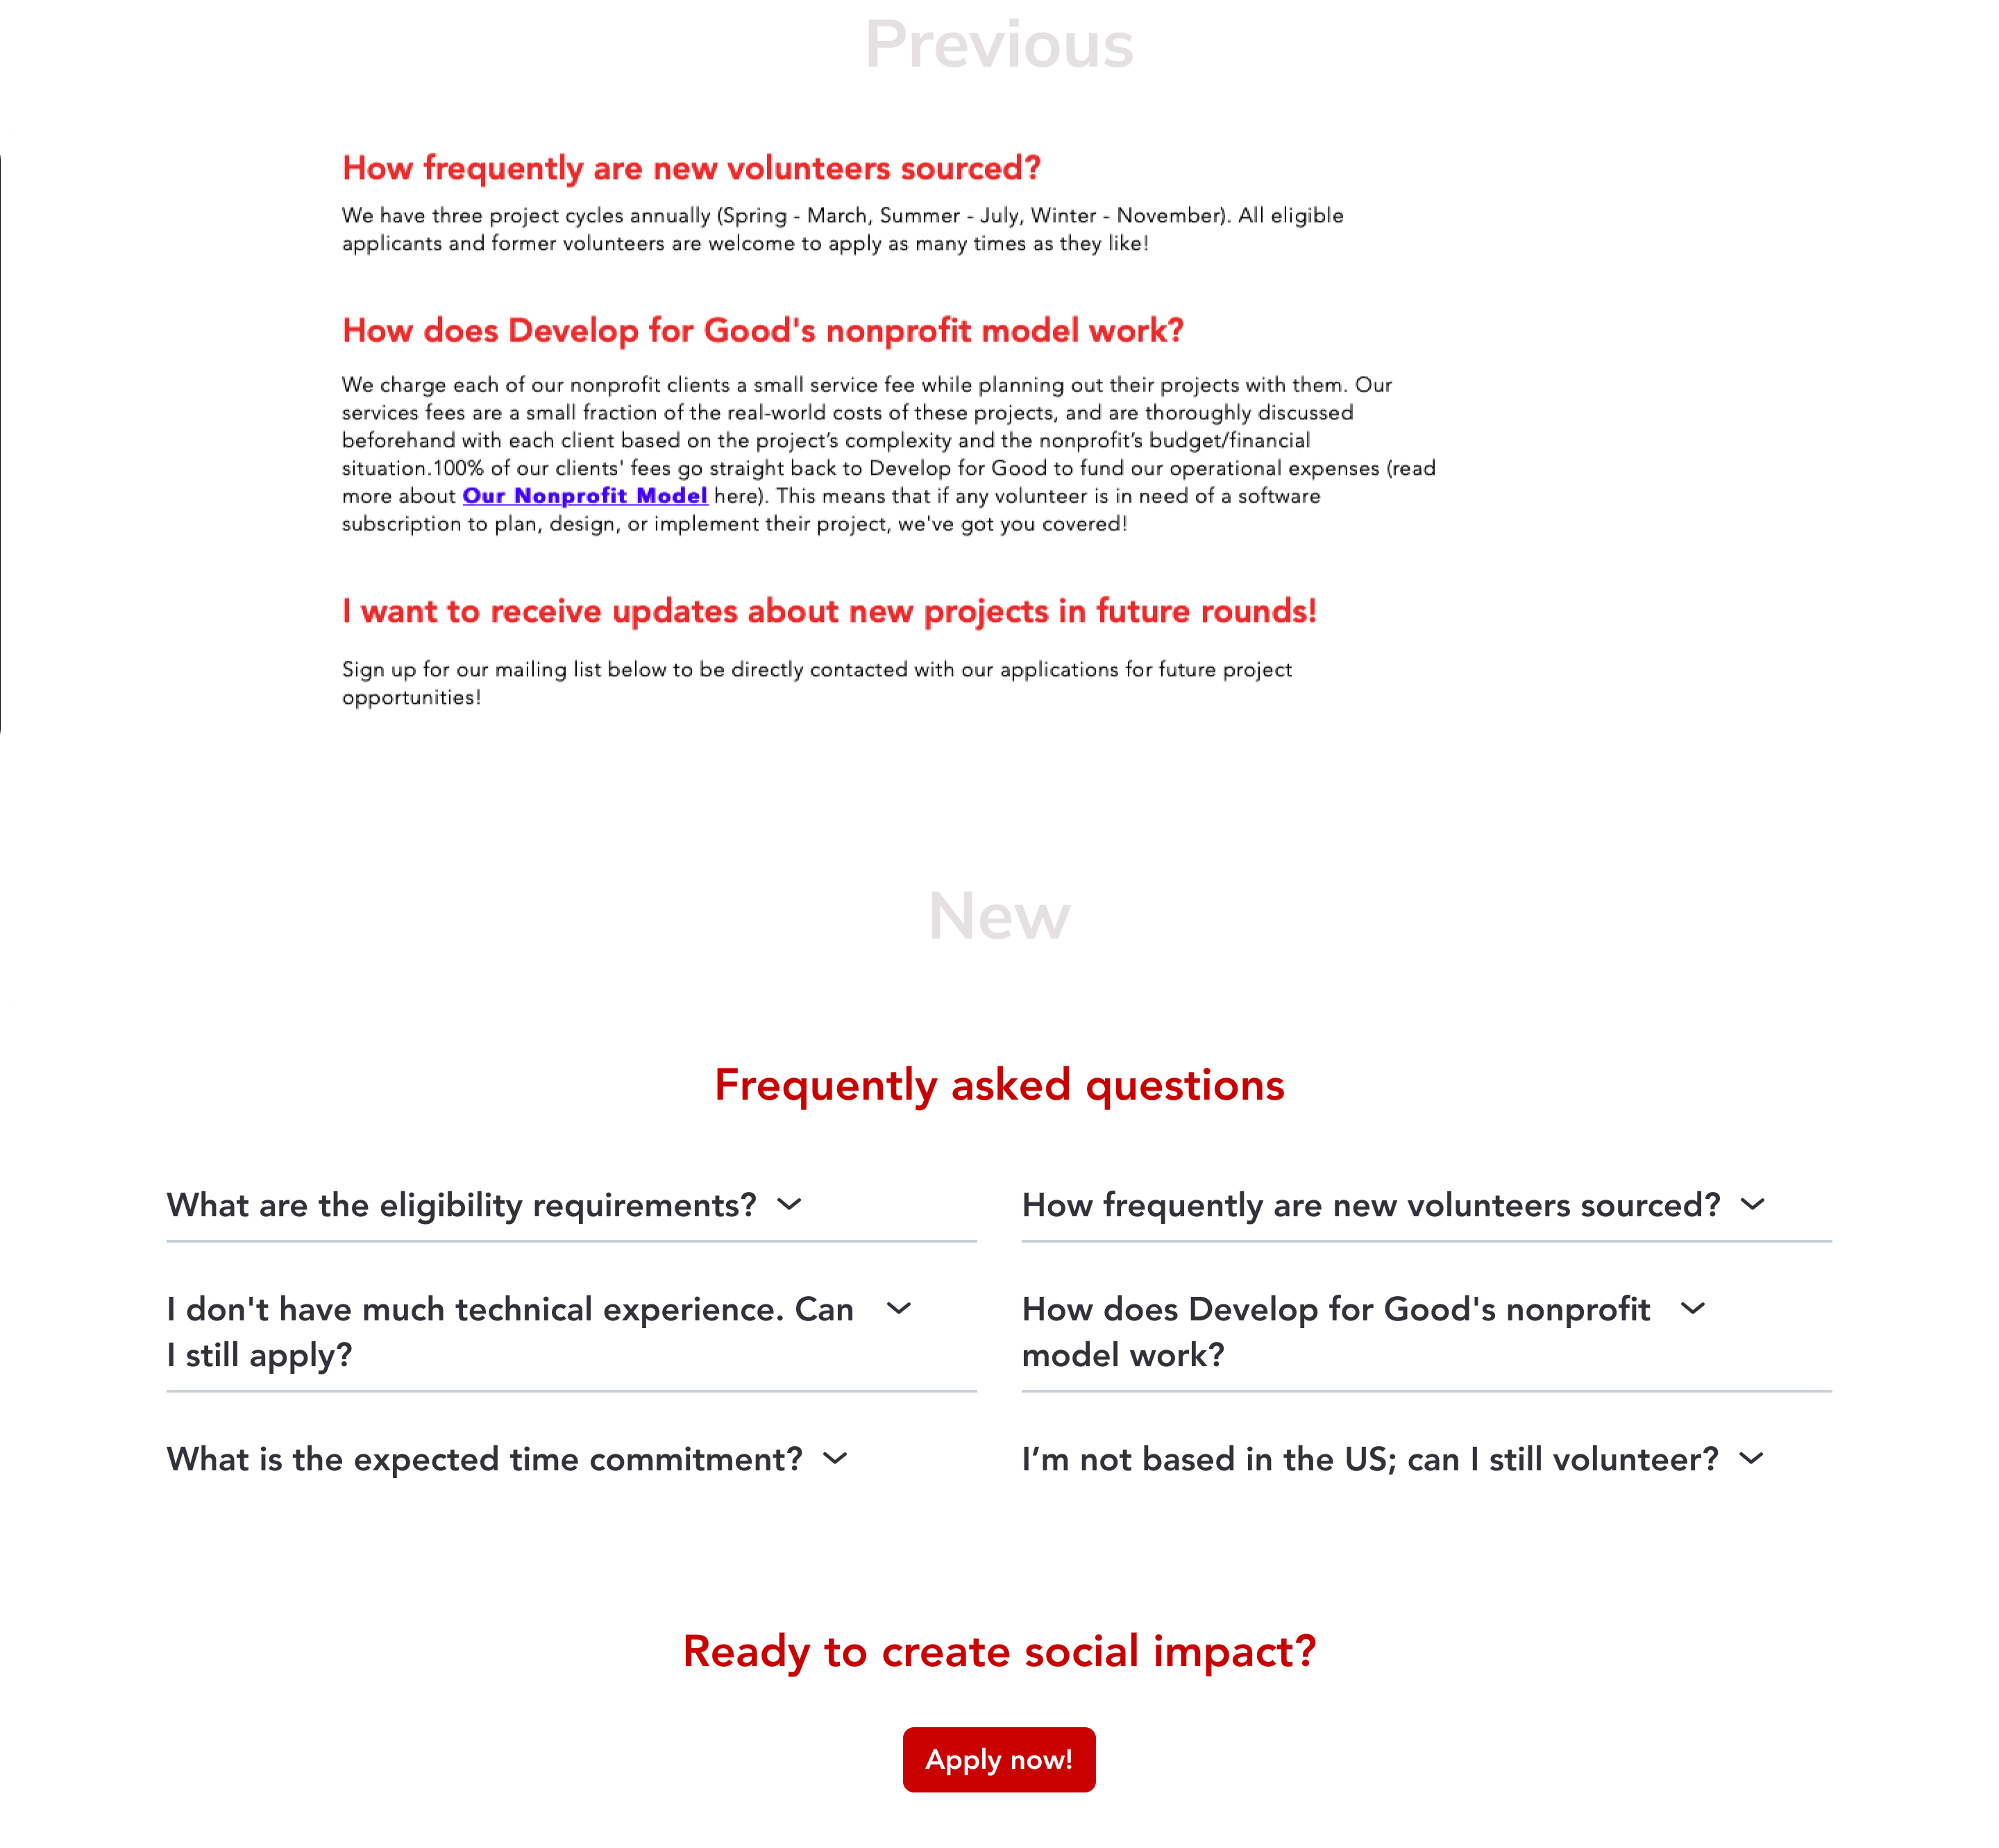 Previous
How frequently are new volunteers sourced?
We have three project cycles annually (Spring - March, Summer - July, Winter - November). All eligible
applicants and former volunteers are welcome to apply as many times as they like!
How does Develop for Good's nonprofit model work?
We charge each of our nonprofit clients a small service fee while planning out their projects with them. Our
services fees are a small fraction of the real-world costs of these projects, and are thoroughly discussed
beforehand with each client based on the project’s complexity and the nonprofit’s budget/financial
situation.100% of our clients' fees go straight back to Develop for Good to fund our operational expenses (read
more about Our Nonprofit Model here). This means that if any volunteer is in need of a software
subscription to plan, design, or implement their project, we've got you covered!
I want to receive updates about new projects in future rounds!
Sign up for our mailing list below to be directly contacted with our applications for future project
opportunities!
New
Frequently asked questions
What are the eligibility requirements?
How frequently are new volunteers sourced?
I don't have much technical experience. Can
I still apply?
How does Develop for Good's nonprofit
model work?
What is the expected time commitment?
I’m not based in the US; can I still volunteer?
Ready to create social impact?
Apply now!